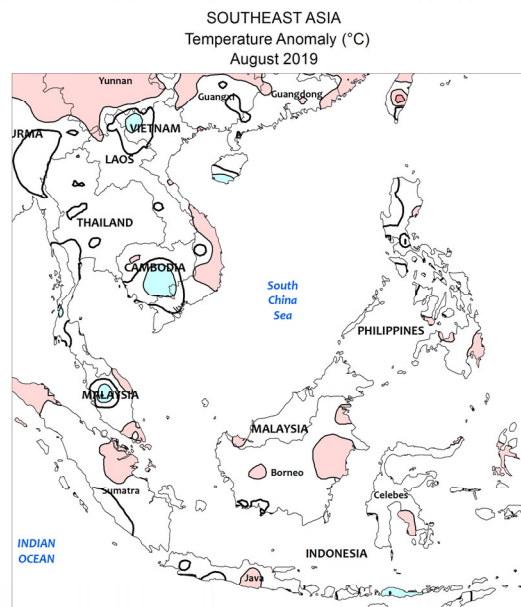 SOUTHEAST ASIA
Temperature Anomaly (°C)
August 2019
Yunnan
Guangxi
Guangdong
URMA
VIETNAM
LAOS
THAILAND
CAMBODIA
South
China
Sea
PHILIPPINES
MALAYSIA
MALAYSIA
Borneo
Sumatra
Celebes
INDIAN
OCEAN
INDONESIA
Java